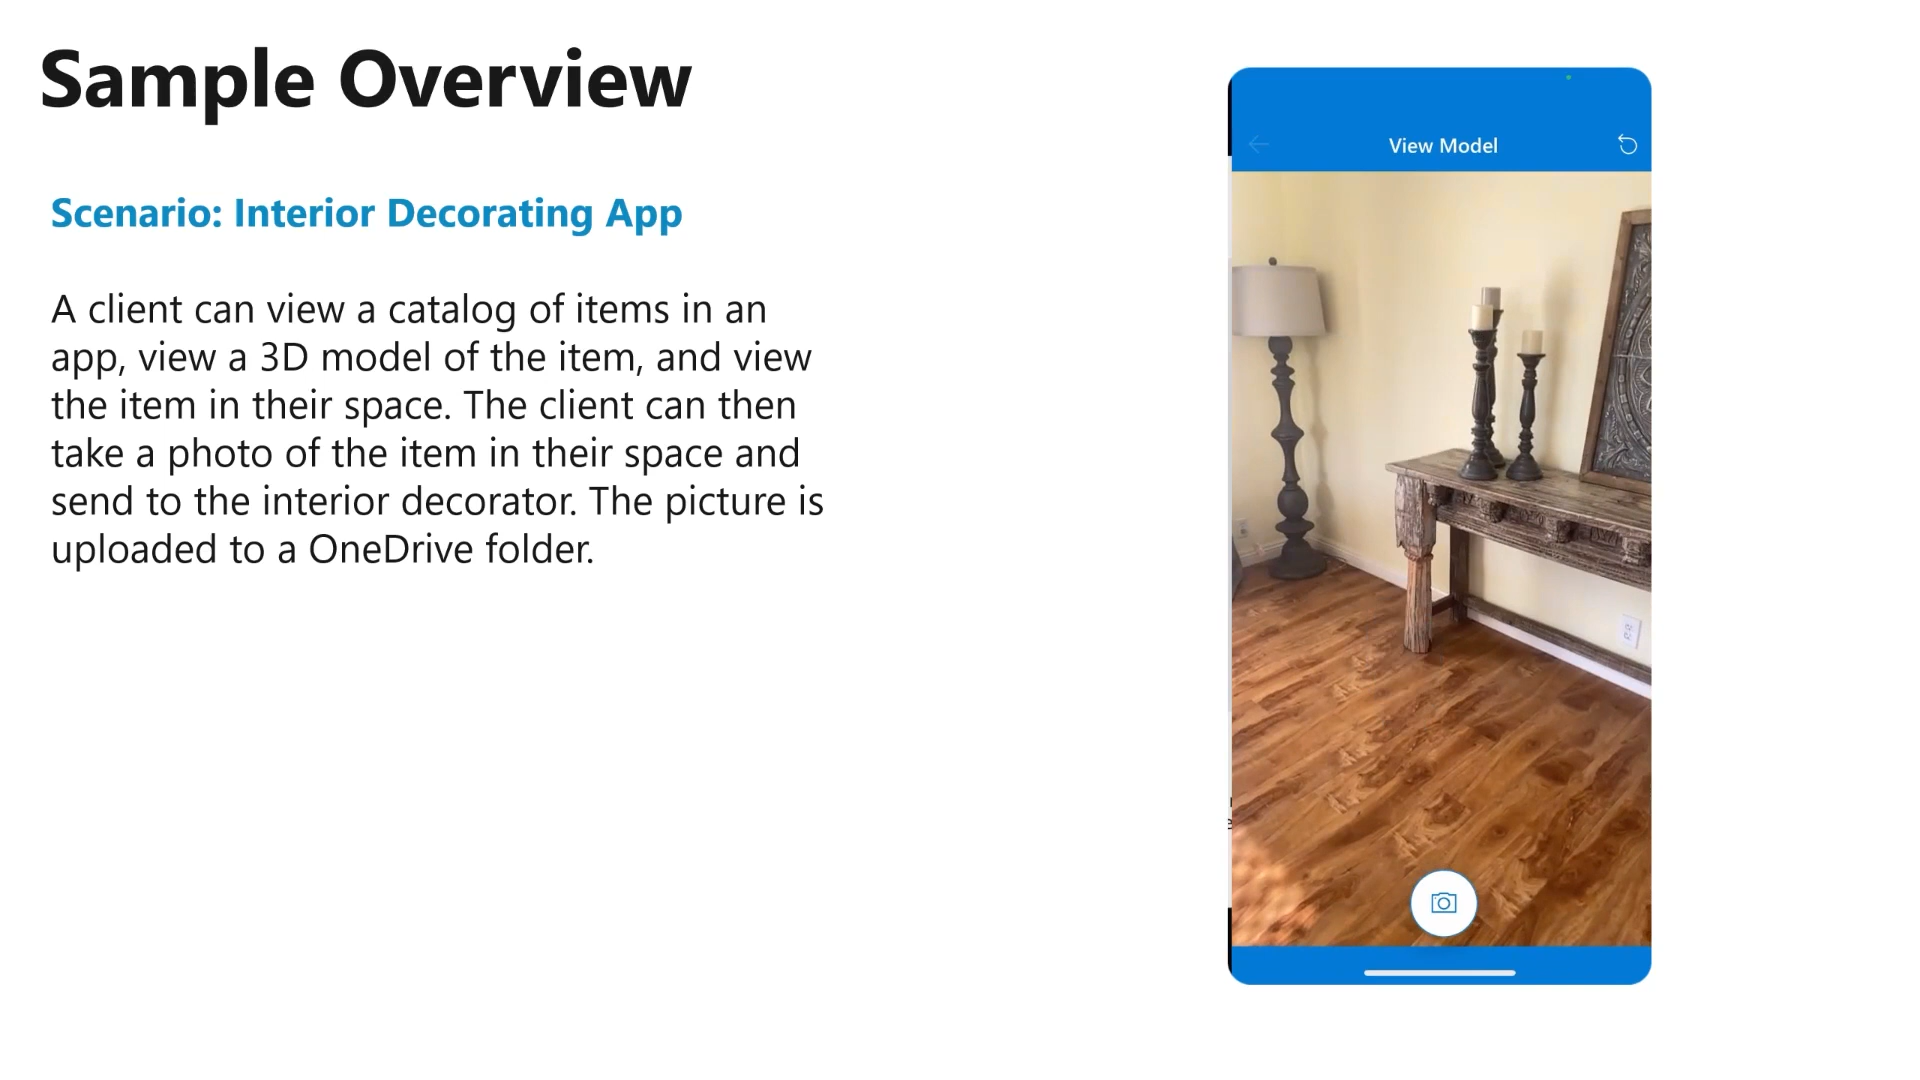 Sample Overview
Scenario: Interior Decorating App
A client can view a catalog of items in an
app, view a 3D model of the item, and view
the item in their space. The client can then
take a photo of the item in their space and
send to the interior decorator. The picture is
uploaded to a OneDrive folder.
View Model